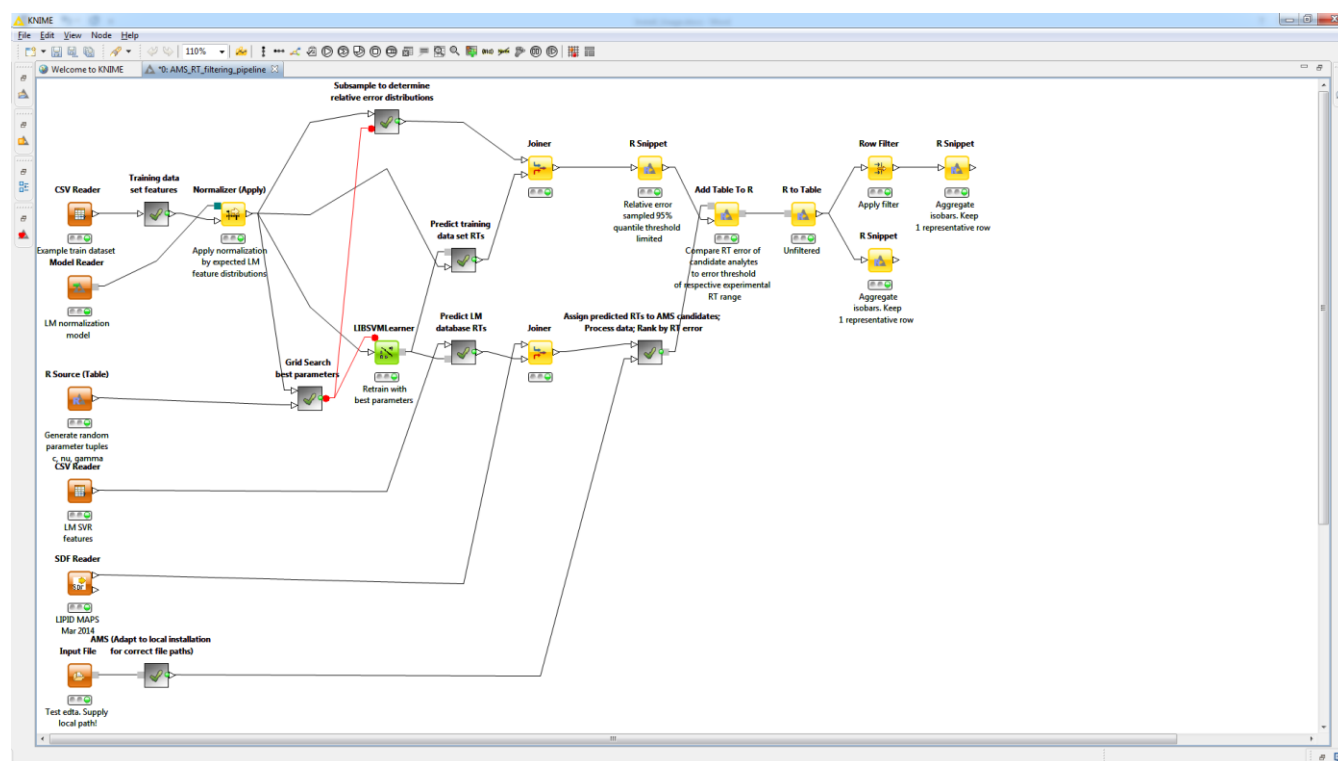 KNIME
File Edit View Node Help
110%
Welcome to KNIME
*0: AMS_RT_filtering_pipeline
Subsample to determine
relative error distributions
Joiner
R Snippet
Relative error
sampled 95%
quantile threshold
limited
Row Filter
Apply filter
R Snippet
Aggregate
isobars. Keep
1 representative row
CSV Reader
Example train dataset
Training data
set features
Normalizer (Apply)
Apply normalization
by expected LM
feature distributions
Add Table To R
Compare RT error of
candidate analytes
to error threshold
of respective experimental
RT range
R to Table
Unfiltered
Predict training
data set RTs
R Snippet
Aggregate
isobars. Keep
1 representative row
Model Reader
LM normalization
model
LIBSVMLearner
Retrain with
best parameters
Predict LM
database RTs
Joiner
Assign predicted RTs to AMS candidates;
Process data; Rank by RT error
Grid Search
best parameters
R Source (Table)
Generate random
parameter tuples
c, nu, gamma
CSV Reader
LM SVR
features
SDF Reader
SDF
LIPID MAPS
Mar 2014
AMS (Adapt to local installation
for correct file paths)
Input File
Test edta. Supply
local path!